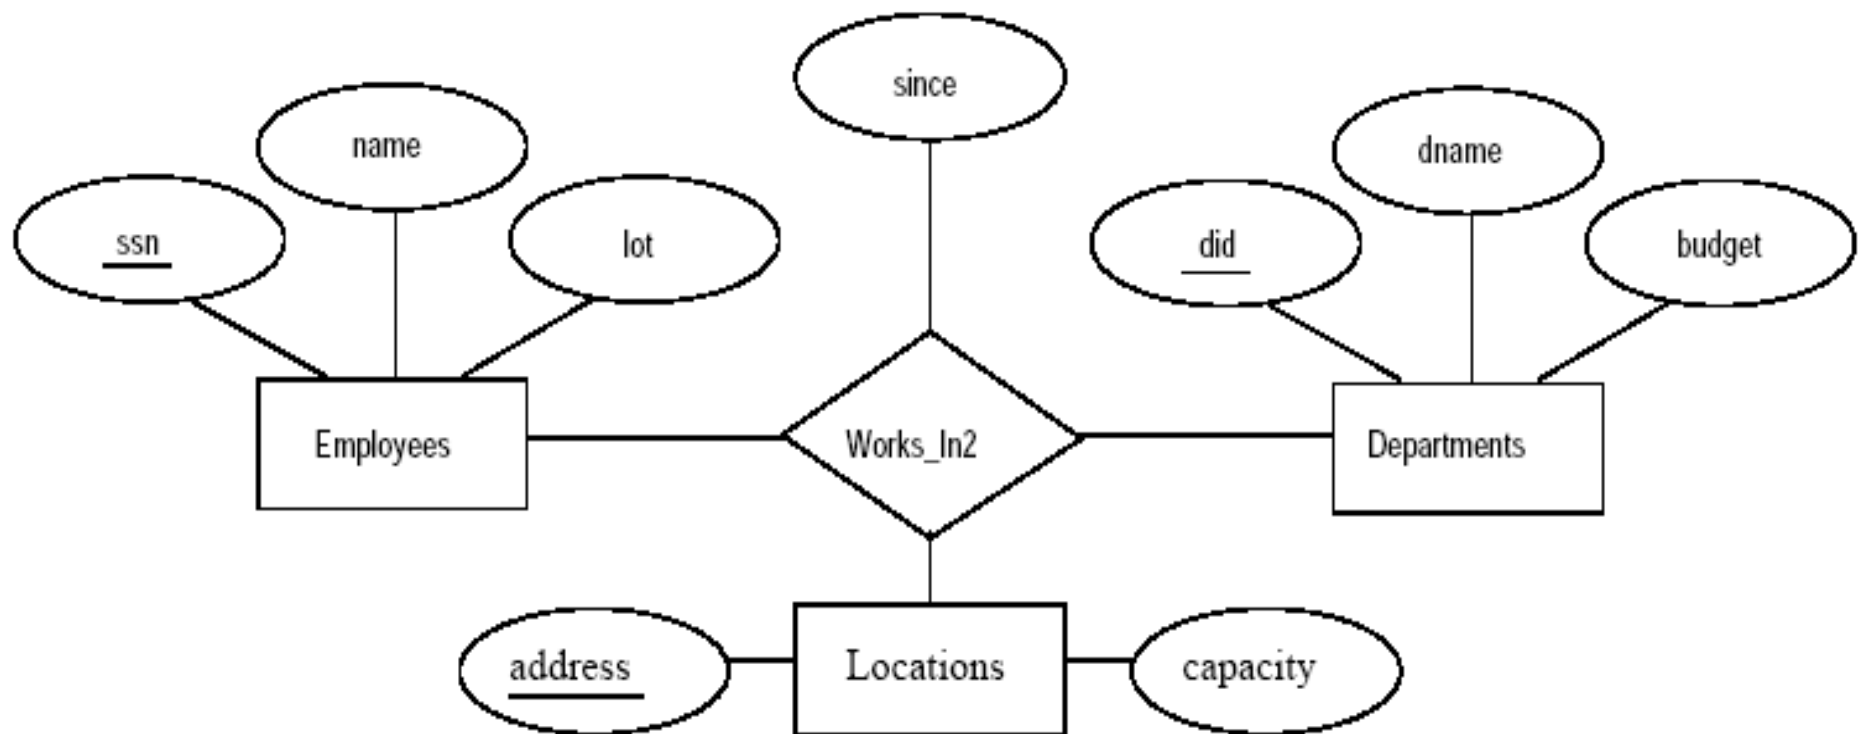 since
name
dname
ssn
lot
did
budget
Employees
Works_In2
Departments
address
Locations
capacity